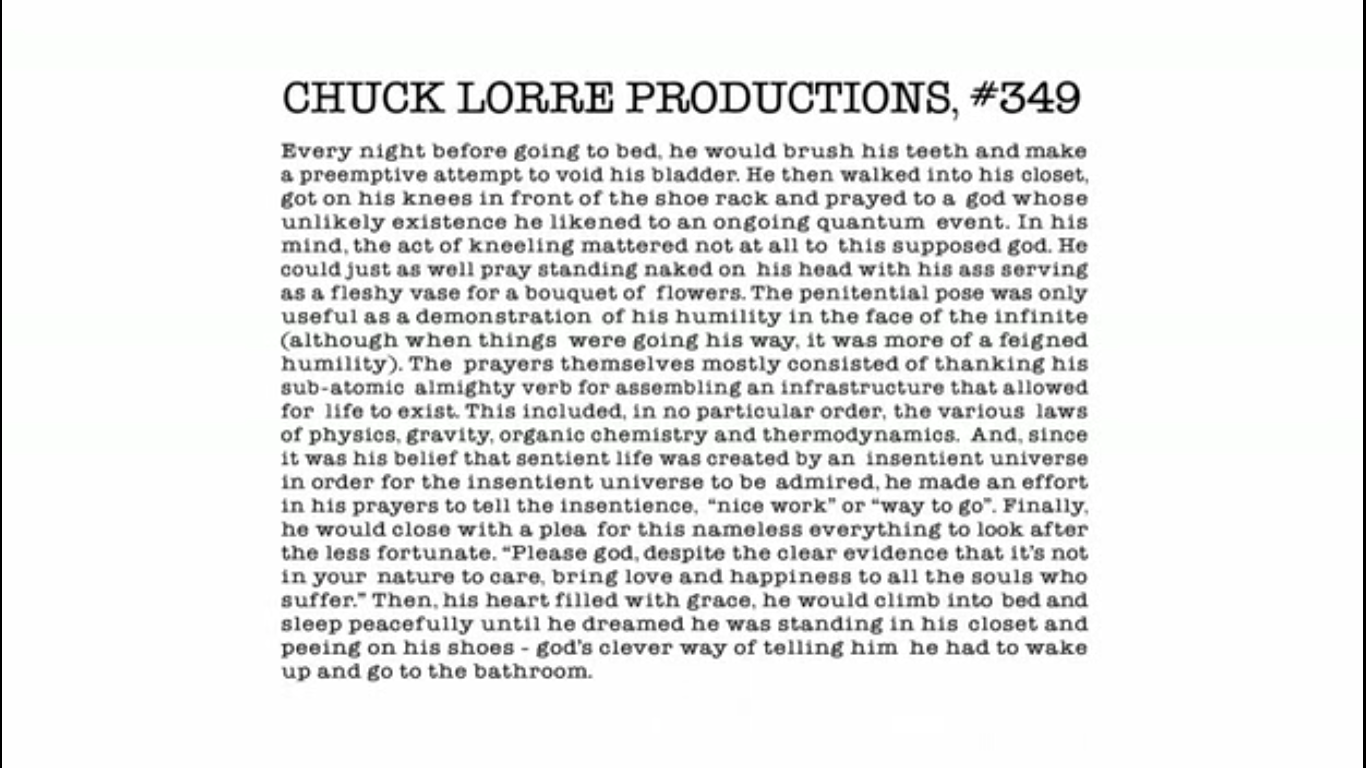 CHUCK LORRE PRODUCTIONS, #349
Every night before going to bed, he would brush his teeth and make
a preemptive attempt to void his bladder. He then walked into his closet,
got on his knees in front of the shoe rack and prayed to a god whose
unlikely existence he likened to an ongoing quantum event. In his
mind, the act of kneeling mattered not at all to this supposed god. He
could just as well pray standing naked on his head with his ass serving
as a fleshy vase for a bouquet of flowers. The penitential pose was only
useful as a demonstration of his humility in the face of the infinite
(although when things were going his way, it was more of a feigned
humility). The prayers themselves mostly consisted of thanking his
sub-atomic almighty verb for assembling an infrastructure that allowed
for life to exist. This included, in no particular order, the various laws
of physics, gravity, organic chemistry and thermodynamics. And, since
it was his belief that sentient life was created by an insentient universe
in order for the insentient universe to be admired, he made an effort
in his prayers to tell the insentience, “nice work” or “way to go”. Finally,
he would close with a plea for this nameless everything to look after
the less fortunate. “Please god, despite the clear evidence that it’s not
in your nature to care, bring love and happiness to all the souls who
suffer.” Then, his heart filled with grace, he would climb into bed and
sleep peacefully until he dreamed he was standing in his closet and
peeing on his shoes - god’s clever way of telling him he had to wake
up and go to the bathroom.